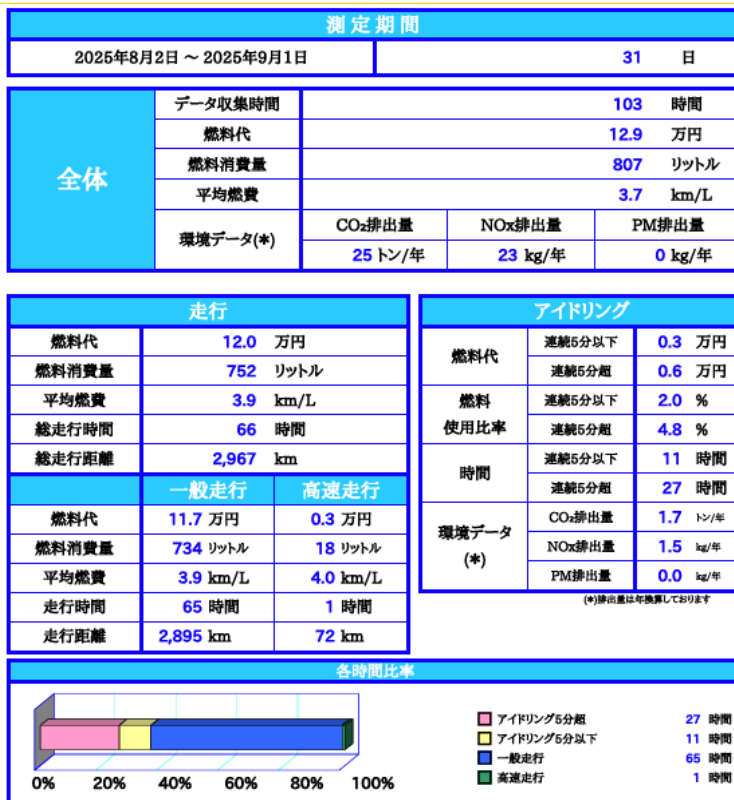 測定期間
2025年8月2日 ～ 2025年9月1日 31 日
全体
データ収集時間 103 時間
燃料代 12.9 万円
燃料消費量 807 リットル
平均燃費 3.7 km/L
環境データ(*) CO₂排出量 NOx排出量 PM排出量
25 トン/年 23 kg/年 0 kg/年
走行
燃料代 12.0 万円
燃料消費量 752 リットル
平均燃費 3.9 km/L
総走行時間 66 時間
総走行距離 2,967 km
一般走行 高速走行
燃料代 11.7 万円 0.3 万円
燃料消費量 734 リットル 18 リットル
平均燃費 3.9 km/L 4.0 km/L
走行時間 65 時間 1 時間
走行距離 2,895 km 72 km
アイドリング
燃料代 連続5分以下 0.3 万円
連続5分超 0.6 万円
燃料 連続5分以下 2.0 %
使用比率 連続5分超 4.8 %
時間 連続5分以下 11 時間
連続5分超 27 時間
環境データ CO₂排出量 1.7 トン/年
(*) NOx排出量 1.5 kg/年
PM排出量 0.0 kg/年
(*)排出量は年換算しております
各時間比率
アイドリング5分超 27 時間
アイドリング5分以下 11 時間
一般走行 65 時間
高速走行 1 時間
0% 20% 40% 60% 80% 100%